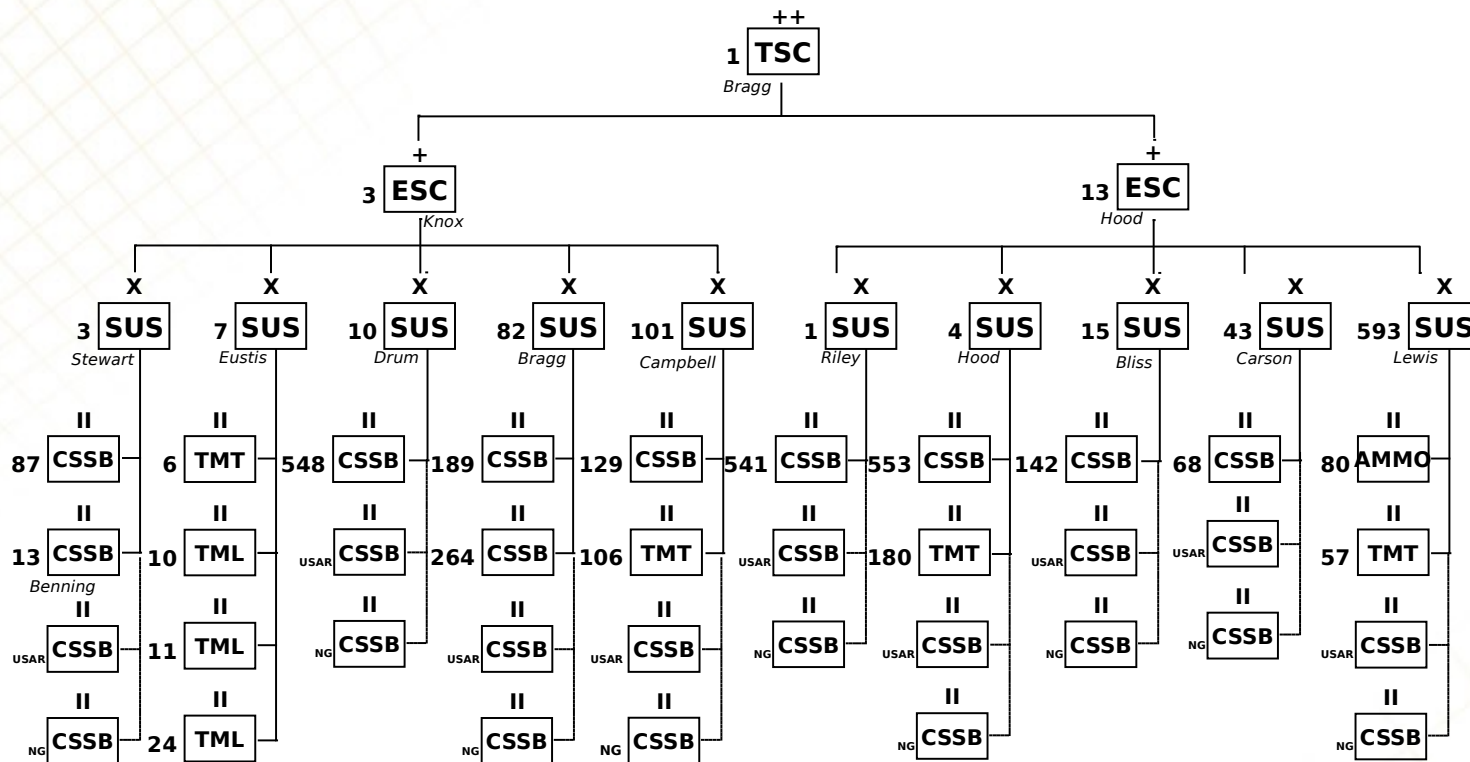 ++
1 TSC
Bragg
+ +
3 ESC 13 ESC
Knox Hood
X X X X X X X X X X
3 SUS 7 SUS 10 SUS 82 SUS 101 SUS 1 SUS 4 SUS 15 SUS 43 SUS 593 SUS
Stewart Eustis Drum Bragg Campbell Riley Hood Bliss Carson Lewis
II II II II II II II II II II
87 CSSB 6 TMT 548 CSSB 189 CSSB 129 CSSB 541 CSSB 553 CSSB 142 CSSB 68 CSSB 80 AMMO
II II II II II II II II II II
13 CSSB 10 TML USAR CSSB 264 CSSB 106 TMT USAR CSSB 180 TMT USAR CSSB USAR CSSB 57 TMT
Benning
II II II II II II II II II II
USAR CSSB 11 TML NG CSSB USAR CSSB USAR CSSB NG CSSB USAR CSSB NG CSSB NG CSSB USAR CSSB
II II II II II II
NG CSSB 24 TML NG CSSB NG CSSB NG CSSB NG CSSB